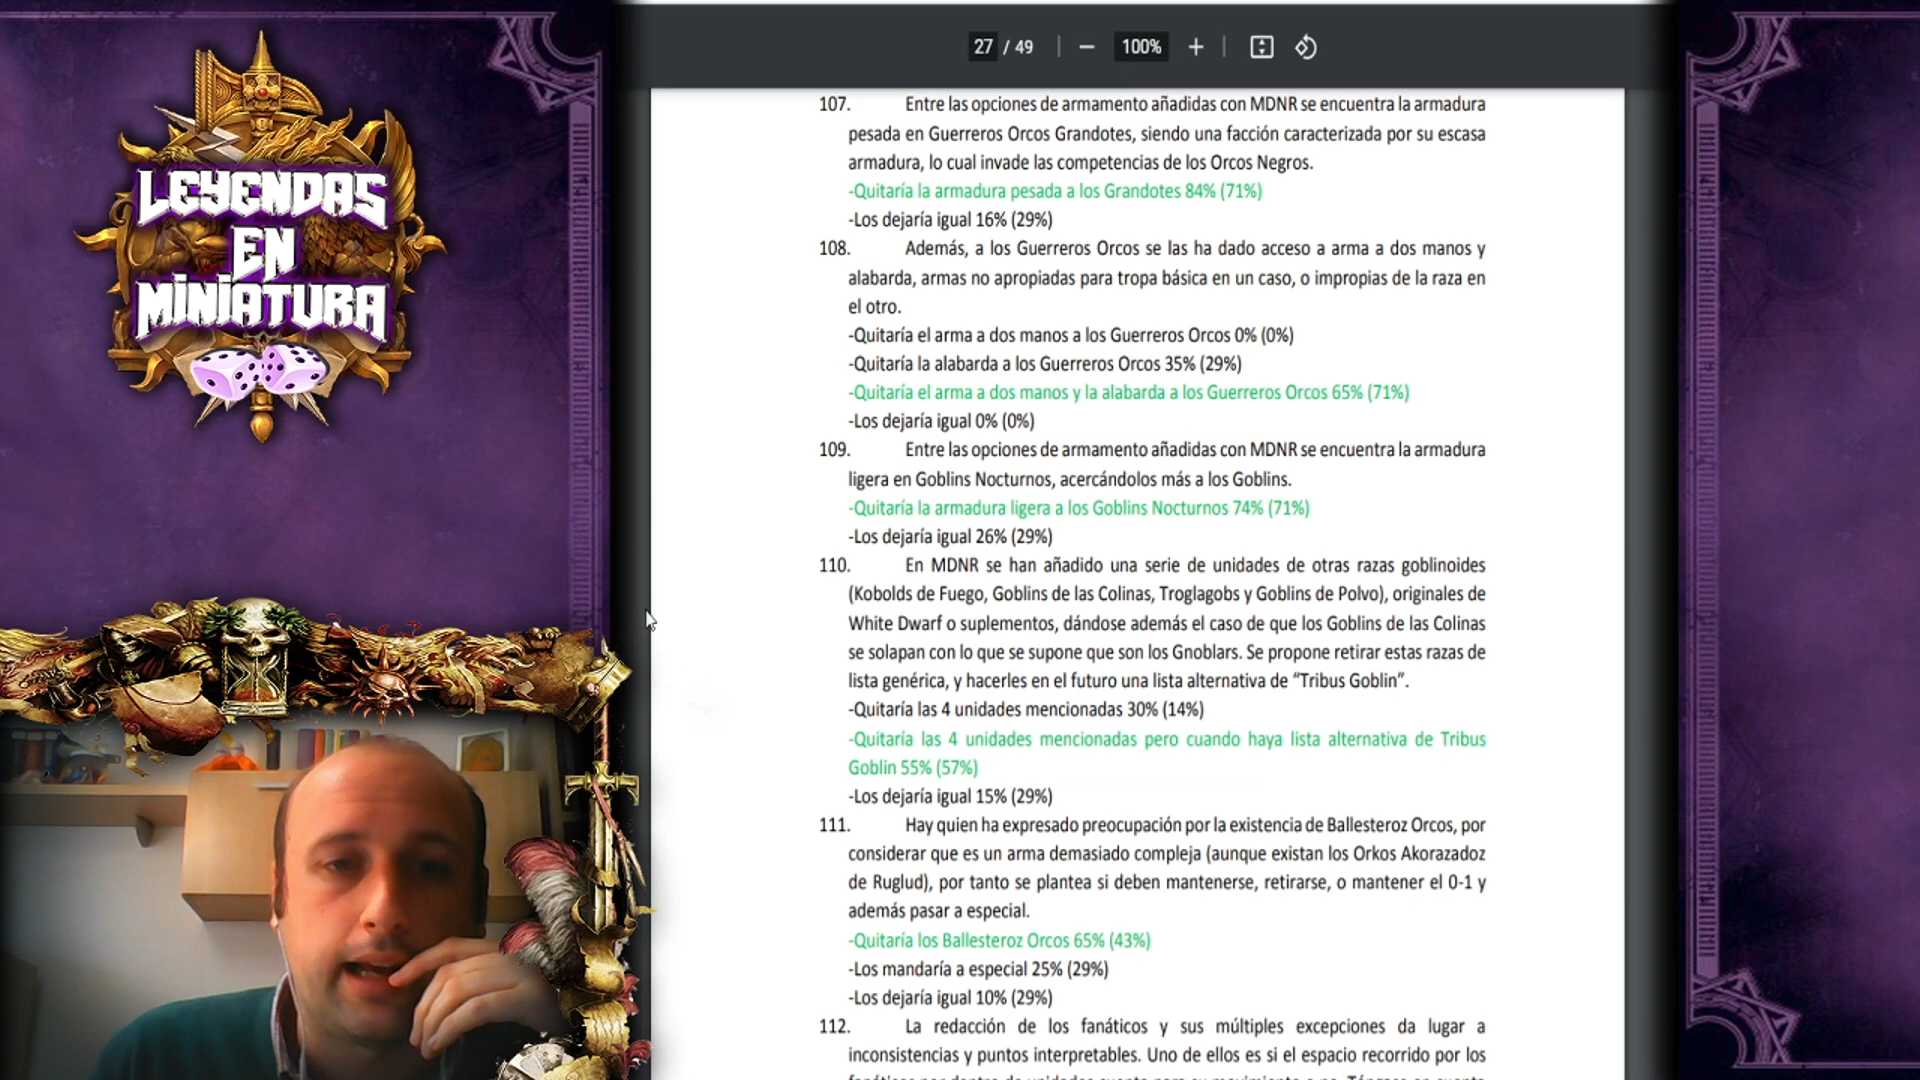 LEYENDAS
EN
MINIATURA
27 / 49
100%
107. Entre las opciones de armamento añadidas con MDNR se encuentra la armadura
pesada en Guerreros Orcos Grandotes, siendo una facción caracterizada por su escasa
armadura, lo cual invade las competencias de los Orcos Negros.
-Quitaría la armadura pesada a los Grandotes 84% (71%)
-Los dejaría igual 16% (29%)
108. Además, a los Guerreros Orcos se las ha dado acceso a arma a dos manos y
alabarda, armas no apropiadas para tropa básica en un caso, o impropias de la raza en
el otro.
-Quitaría el arma a dos manos a los Guerreros Orcos 0% (0%)
-Quitaría la alabarda a los Guerreros Orcos 35% (29%)
-Quitaría el arma a dos manos y la alabarda a los Guerreros Orcos 65% (71%)
-Los dejaría igual 0% (0%)
109. Entre las opciones de armamento añadidas con MDNR se encuentra la armadura
ligera en Goblins Nocturnos, acercándolos más a los Goblins.
-Quitaría la armadura ligera a los Goblins Nocturnos 74% (71%)
-Los dejaría igual 26% (29%)
110. En MDNR se han añadido una serie de unidades de otras razas goblinoides
(Kobolds de Fuego, Goblins de las Colinas, Troglagobs y Goblins de Polvo), originales de
White Dwarf o suplementos, dándose además el caso de que los Goblins de las Colinas
se solapan con lo que se supone que son los Gnoblars. Se propone retirar estas razas de
lista genérica, y hacerles en el futuro una lista alternativa de “Tribus Goblin”.
-Quitaría las 4 unidades mencionadas 30% (14%)
-Quitaría las 4 unidades mencionadas pero cuando haya lista alternativa de Tribus
Goblin 55% (57%)
-Los dejaría igual 15% (29%)
111. Hay quien ha expresado preocupación por la existencia de Ballesteroz Orcos, por
considerar que es un arma demasiado compleja (aunque existan los Orkos Akorazadoz
de Ruglud), por tanto se plantea si deben mantenerse, retirarse, o mantener el 0-1 y
además pasar a especial.
-Quitaría los Ballesteroz Orcos 65% (43%)
-Los mandaría a especial 25% (29%)
-Los dejaría igual 10% (29%)
112. La redacción de los fanáticos y sus múltiples excepciones da lugar a
inconsistencias y puntos interpretables. Uno de ellos es si el espacio recorrido por los